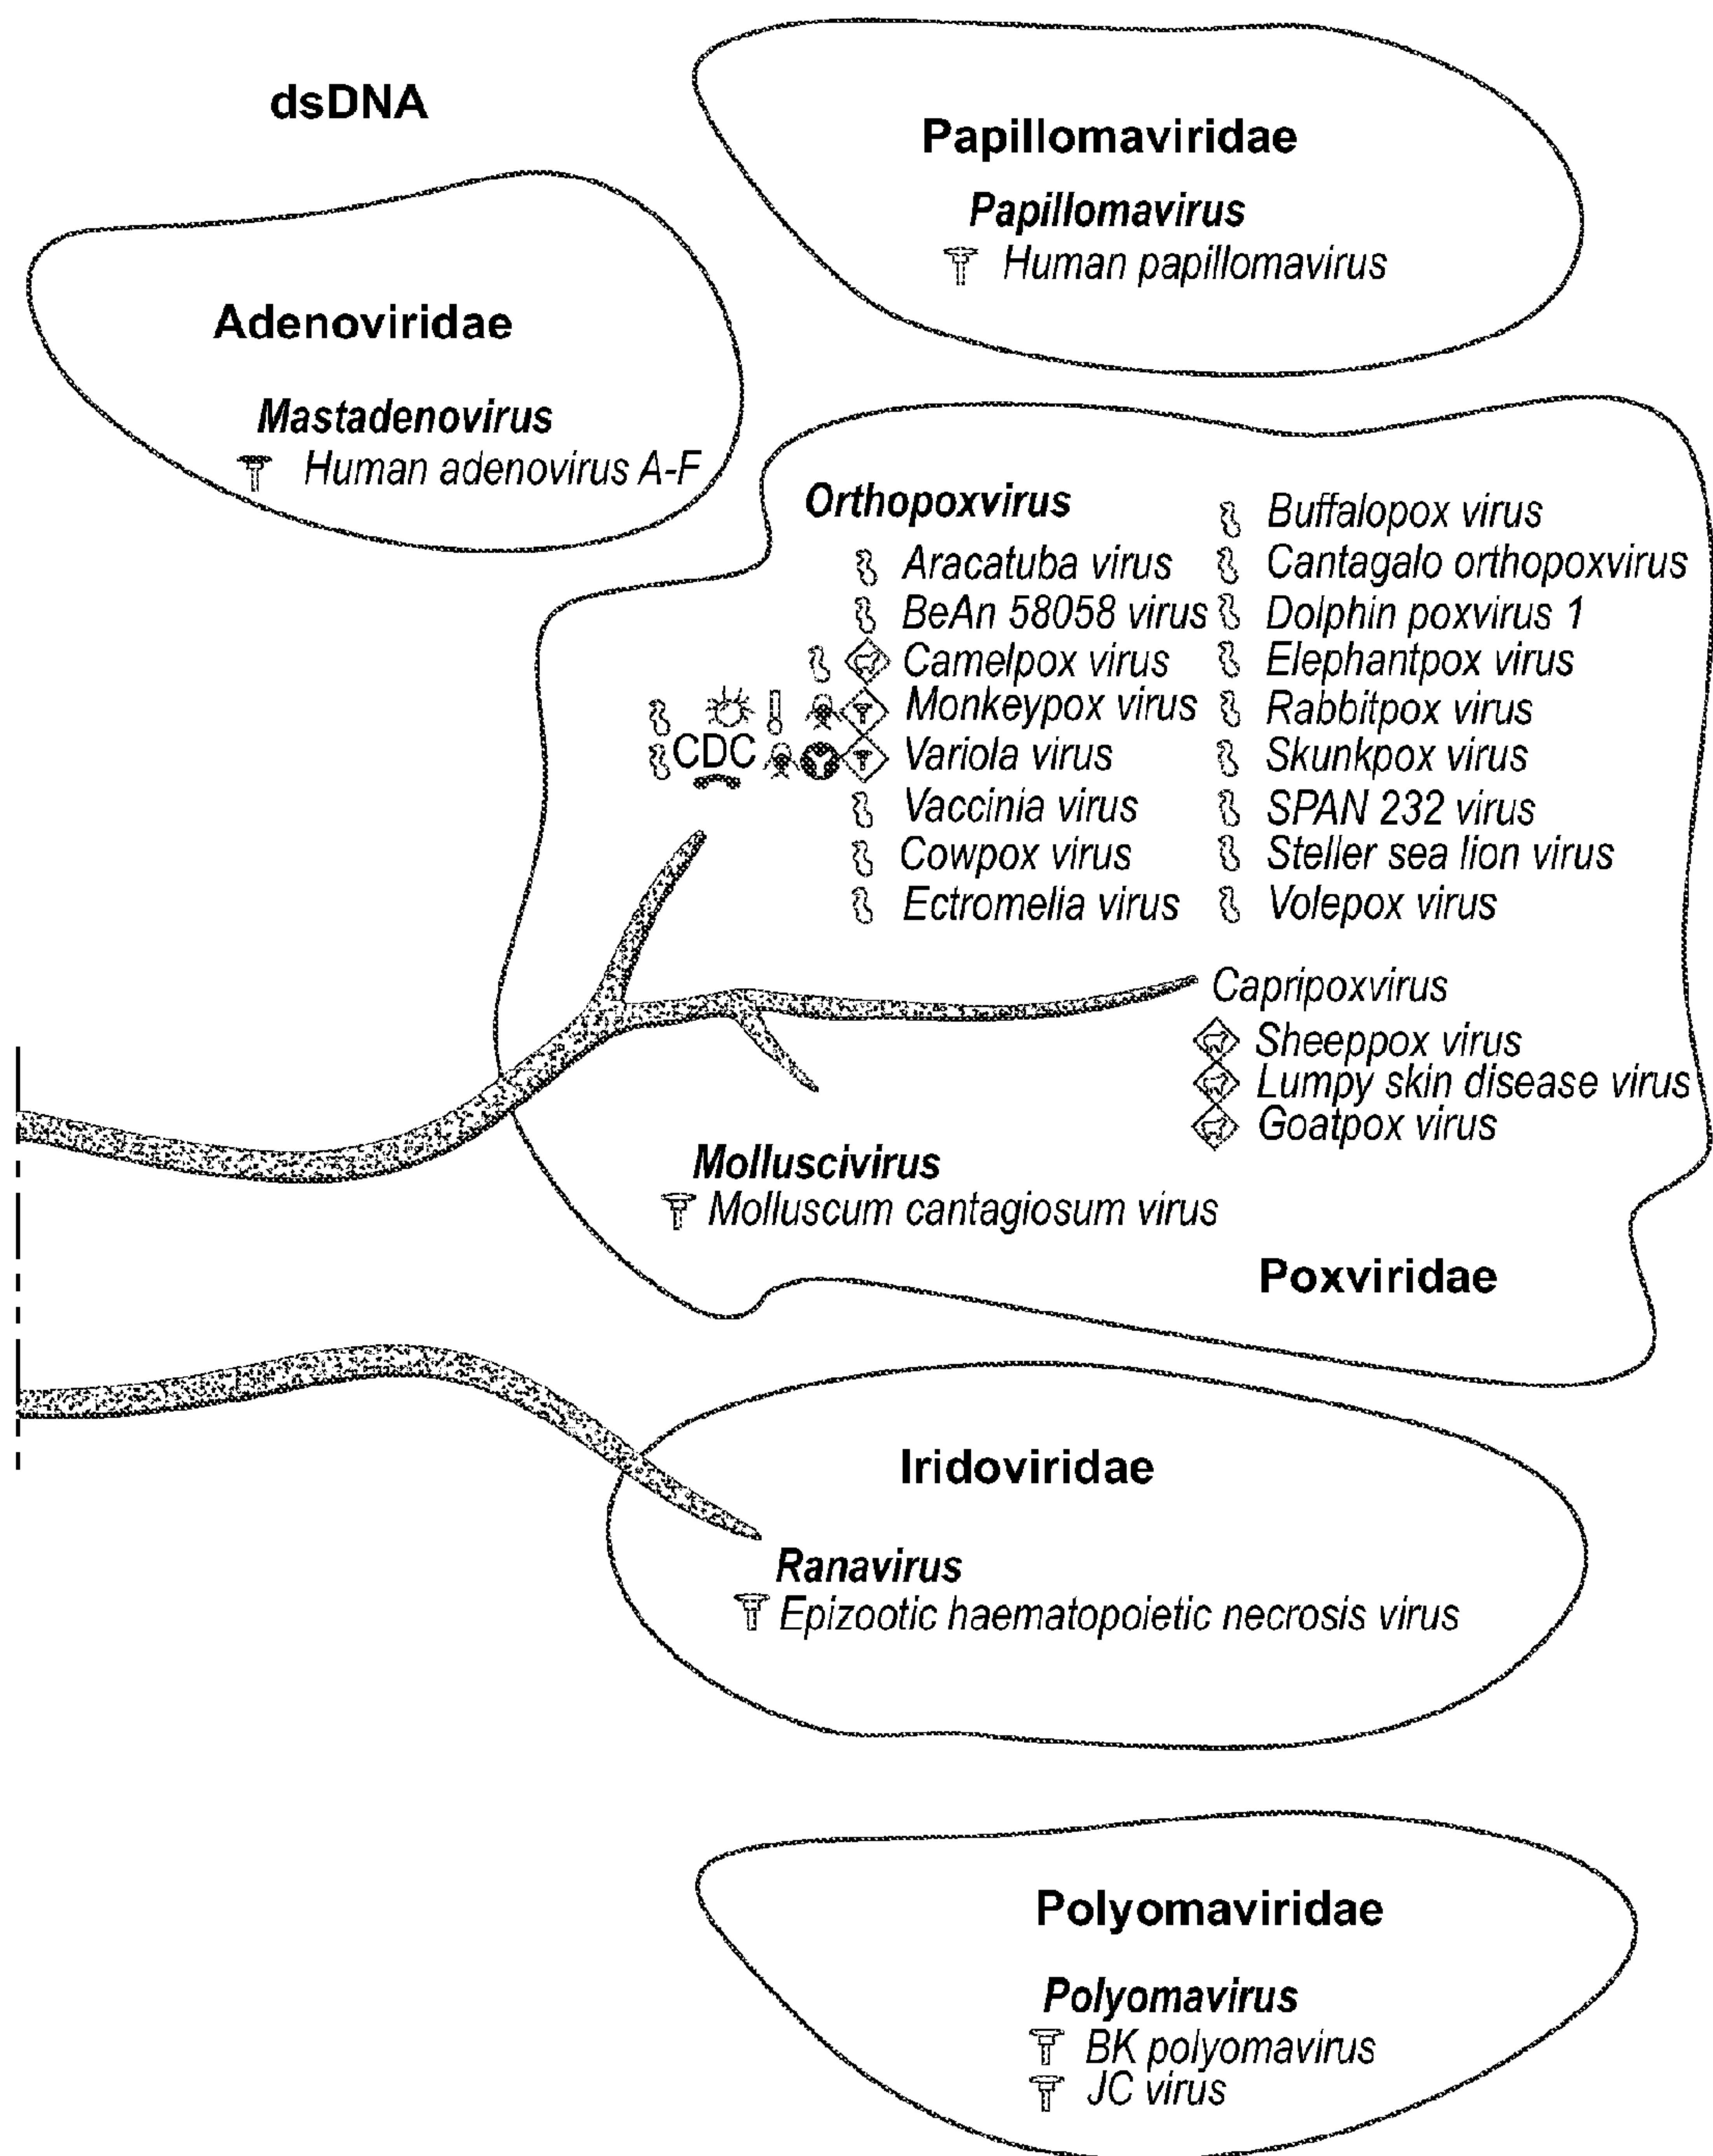 dsDNA
Papillomaviridae
Papillomavirus
Human papillomavirus
Adenoviridae
Mastadenovirus
Human adenovirus A-F
Orthopoxvirus
Aracatuba virus
BeAn 58058 virus
Camelpox virus
Monkeypox virus
CDC
Variola virus
Vaccinia virus
Cowpox virus
Ectromelia virus
Buffalopox virus
Cantagalo orthopoxvirus
Dolphin poxvirus 1
Elephantpox virus
Rabbitpox virus
Skunkpox virus
SPAN 232 virus
Steller sea lion virus
Volepox virus
Capripoxvirus
Sheeppox virus
Lumpy skin disease virus
Goatpox virus
Molluscivirus
Molluscum cantagiosum virus
Poxviridae
Iridoviridae
Ranavirus
Epizootic haematopoietic necrosis virus
Polyomaviridae
Polyomavirus
BK polyomavirus
JC virus